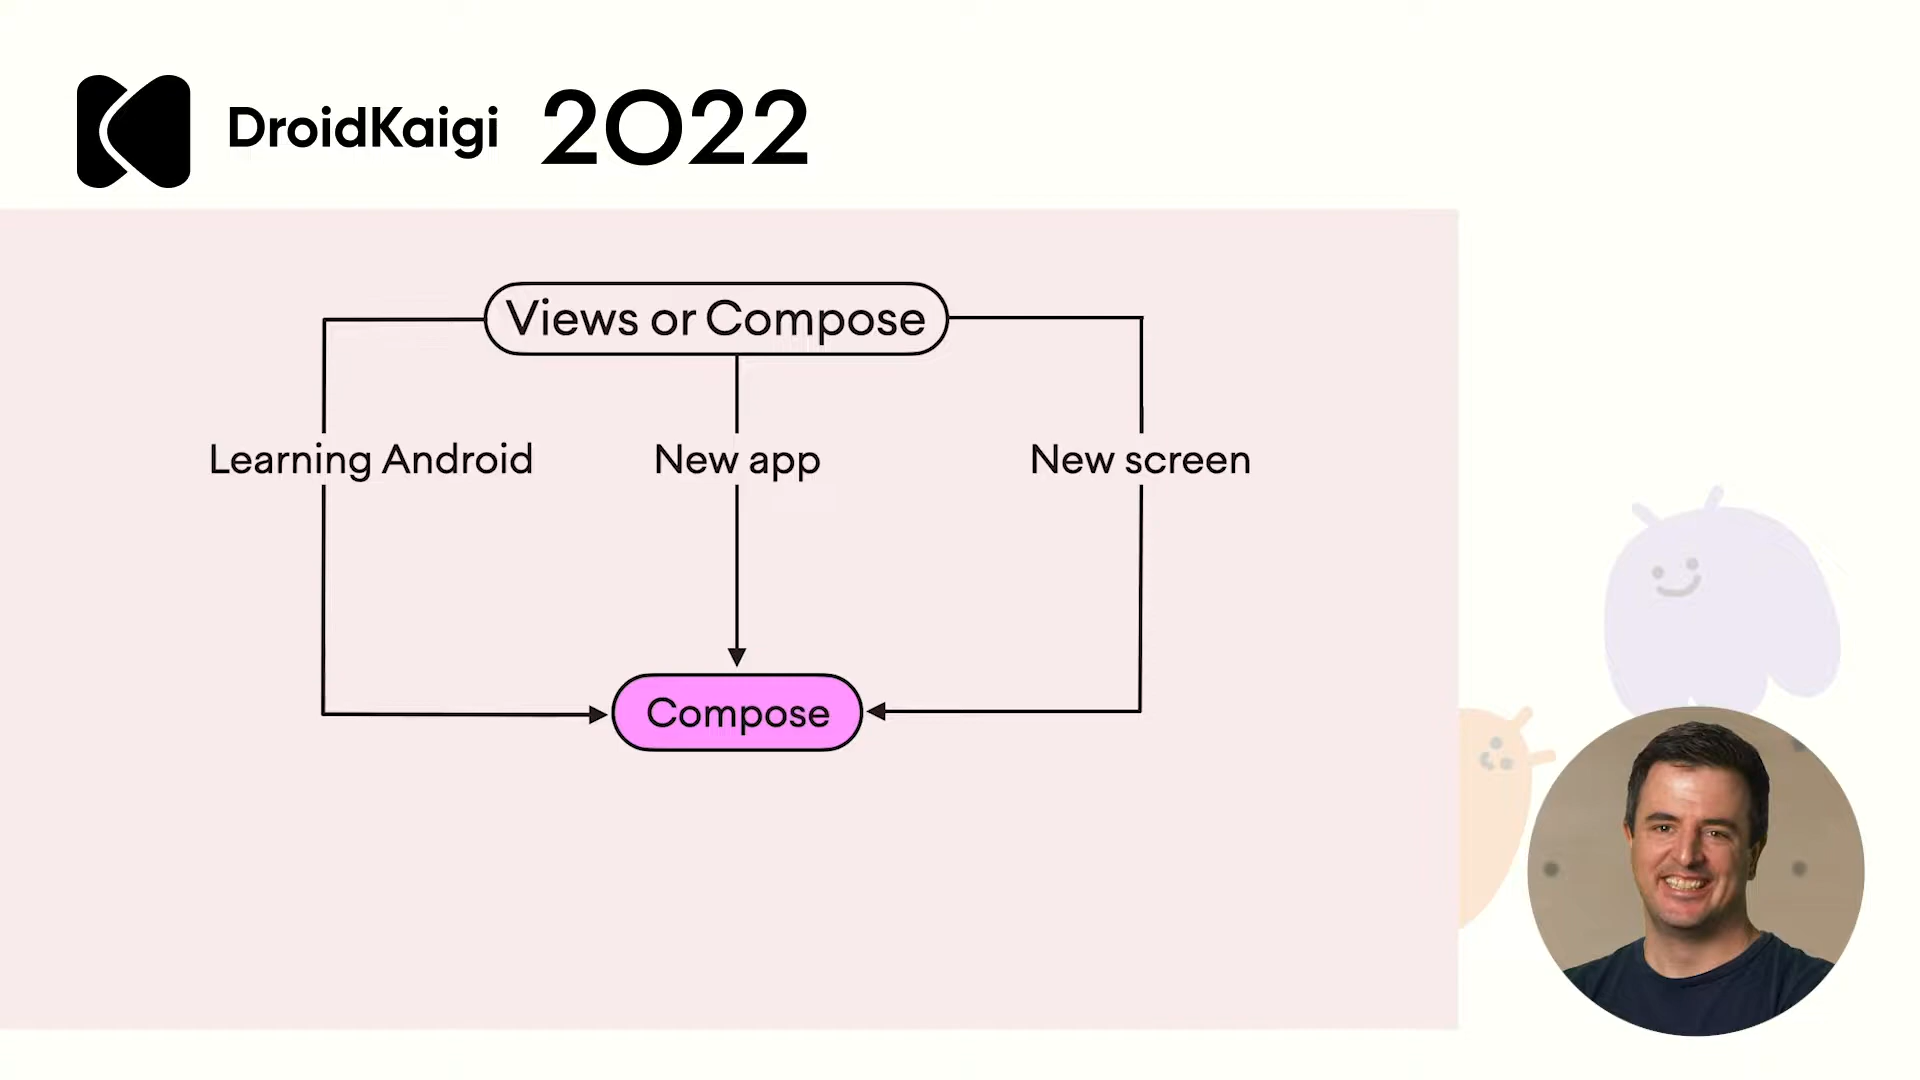 DroidKaigi 2022
Views or Compose
Learning Android
New app
New screen
Compose